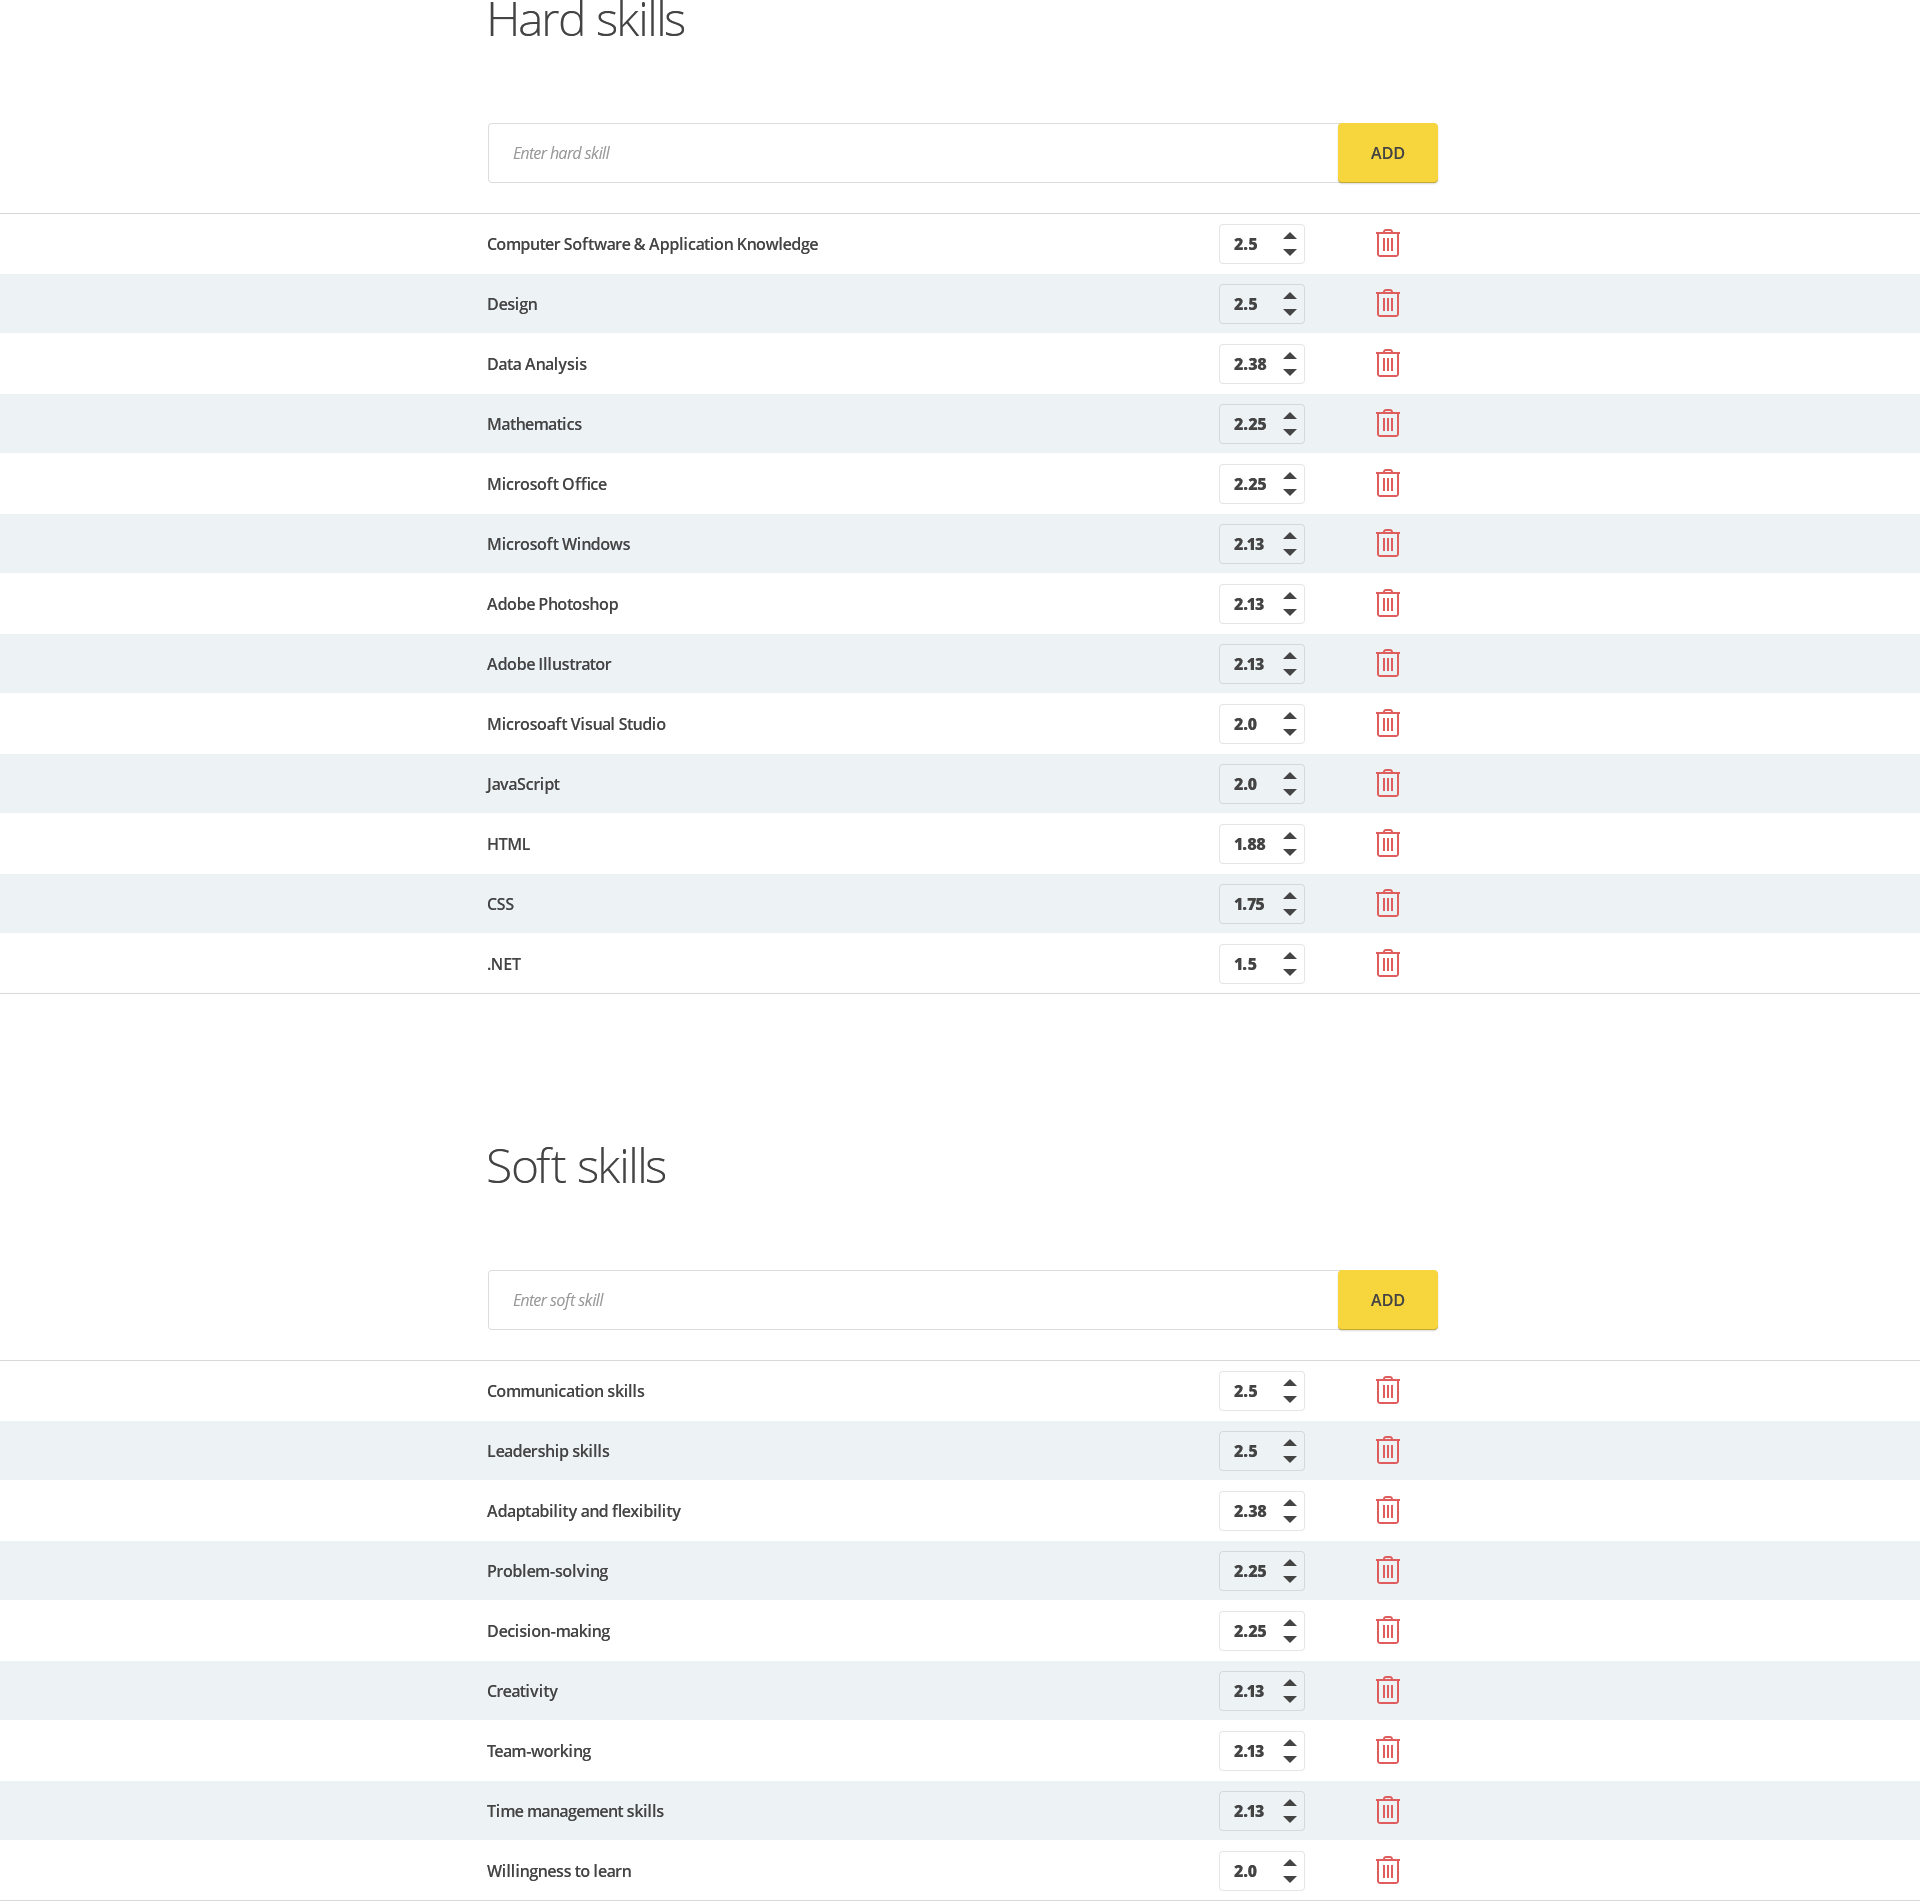 Hard skills
Enter hard skill ADD
Computer Software & Application Knowledge 2.5
Design 2.5
Data Analysis 2.38
Mathematics 2.25
Microsoft Office 2.25
Microsoft Windows 2.13
Adobe Photoshop 2.13
Adobe Illustrator 2.13
Microsoaft Visual Studio 2.0
JavaScript 2.0
HTML 1.88
CSS 1.75
.NET 1.5
Soft skills
Enter soft skill ADD
Communication skills 2.5
Leadership skills 2.5
Adaptability and flexibility 2.38
Problem-solving 2.25
Decision-making 2.25
Creativity 2.13
Team-working 2.13
Time management skills 2.13
Willingness to learn 2.0